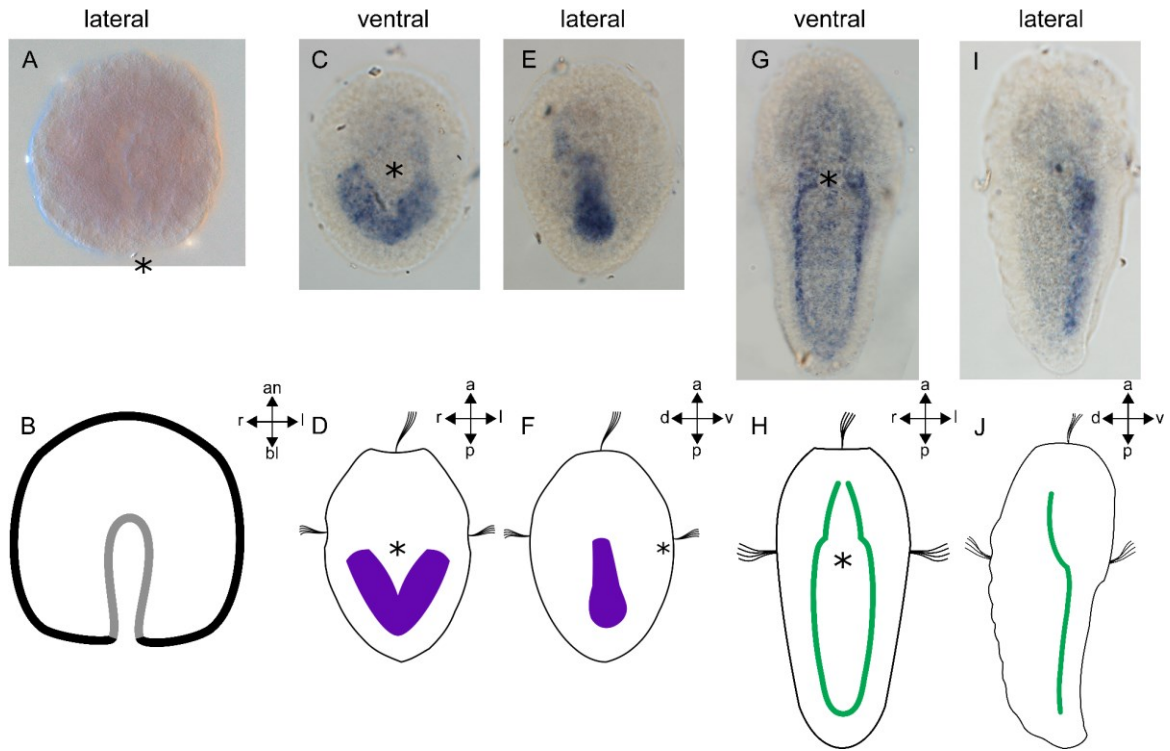 lateral ventral lateral ventral lateral
A C E G I
* * * 
an a a a a
B r l D r l F d v H r l J d v
bl p p p p
* * *